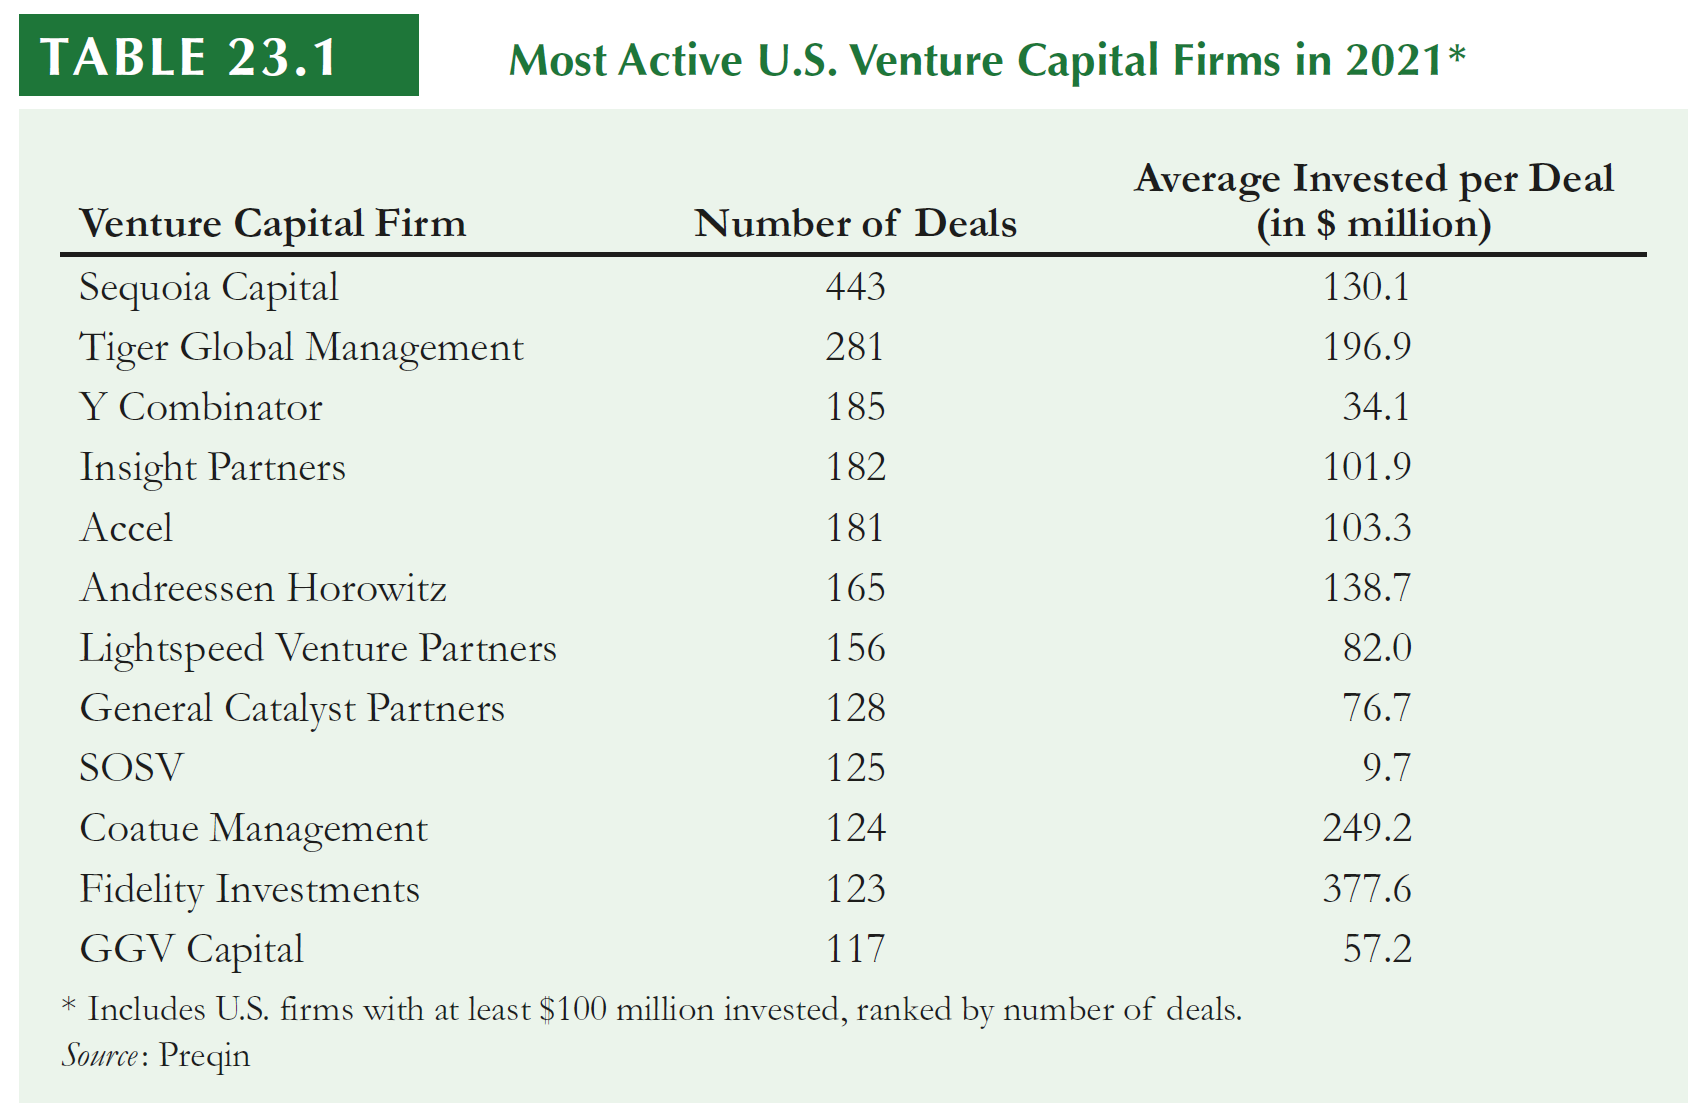 TABLE 23.1 Most Active U.S. Venture Capital Firms in 2021*
Average Invested per Deal
Venture Capital Firm Number of Deals (in $ million)
Sequoia Capital 443 130.1
Tiger Global Management 281 196.9
Y Combinator 185 34.1
Insight Partners 182 101.9
Accel 181 103.3
Andreessen Horowitz 165 138.7
Lightspeed Venture Partners 156 82.0
General Catalyst Partners 128 76.7
SOSV 125 9.7
Coatue Management 124 249.2
Fidelity Investments 123 377.6
GGV Capital 117 57.2
* Includes U.S. firms with at least $100 million invested, ranked by number of deals.
Source: Preqin